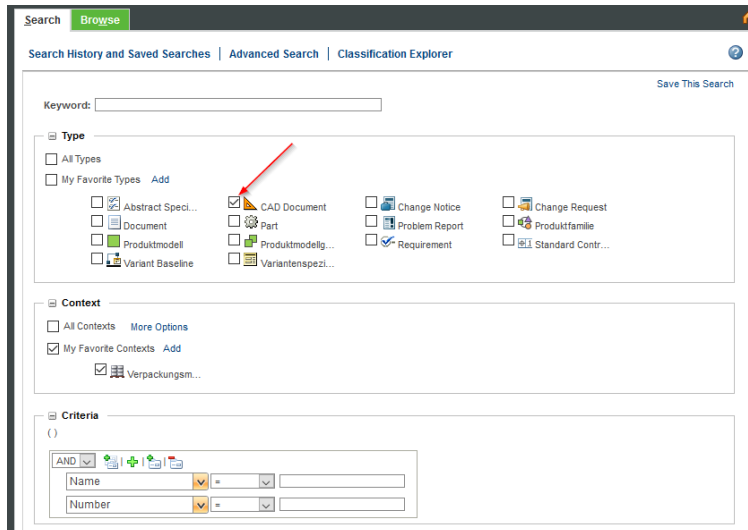 Search Browse
Search History and Saved Searches | Advanced Search | Classification Explorer
Save This Search
Keyword:
Type
All Types
My Favorite Types Add
Abstract Speci... CAD Document Change Notice Change Request
Document Part Problem Report Produktfamilie
Produktmodell Produktmodellg... Requirement Standard Contr...
Variant Baseline Variantenspezi...
Context
All Contexts More Options
My Favorite Contexts Add
Verpackungsm...
Criteria
( )
AND
Name =
Number =